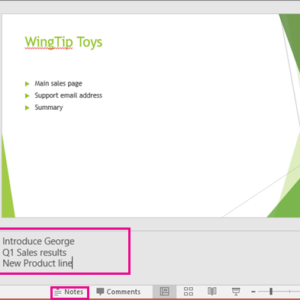 WingTip Toys
Main sales page
Support email address
Summary
Introduce George
Q1 Sales results
New Product line
Notes
Comments